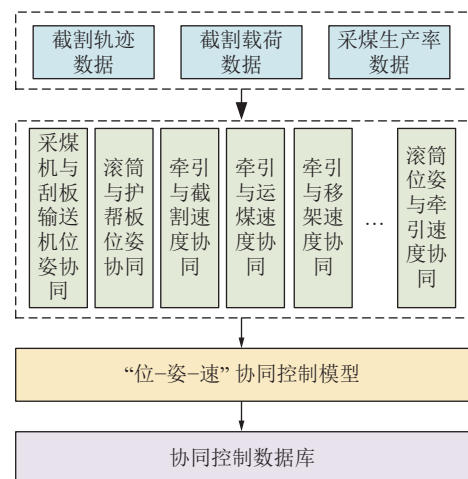 截割轨迹
数据
截割载荷
数据
采煤生产率
数据
采煤
机与
刮板
输送
机位
姿协
同
滚筒
与护
帮板
位姿
协同
牵引
与截
割速
度协
同
牵引
与运
煤速
度协
同
牵引
与移
架速
度协
同
…
滚筒
位姿
与牵
引速
度协
同
“位−姿−速” 协同控制模型
协同控制数据库